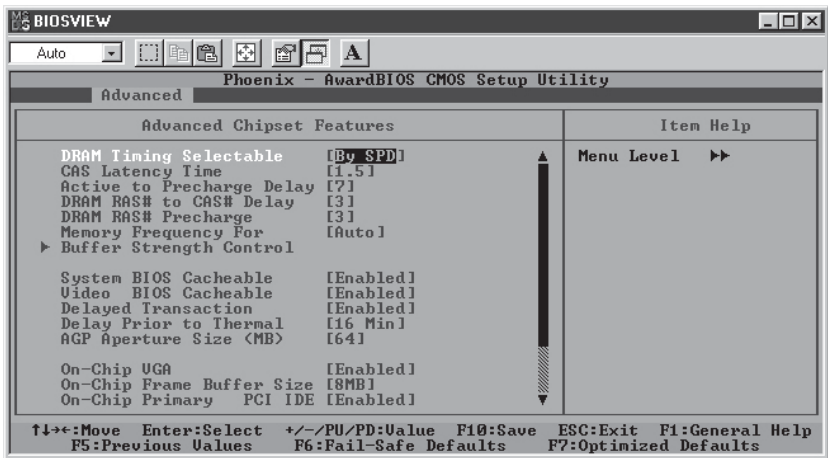 BIOSVIEW
Auto
A
Phoenix - AwardBIOS CMOS Setup Utility
Advanced
Advanced Chipset Features
Item Help
DRAM Timing Selectable [By SPD]
Menu Level ▶▶
CAS Latency Time [1.5]
Active to Precharge Delay [7]
DRAM RAS# to CAS# Delay [3]
DRAM RAS# Precharge [3]
Memory Frequency For [Auto]
▶ Buffer Strength Control
System BIOS Cacheable [Enabled]
Video BIOS Cacheable [Enabled]
Delayed Transaction [Enabled]
Delay Prior to Thermal [16 Min]
AGP Aperture Size (MB) [64]
On-Chip VGA [Enabled]
On-Chip Frame Buffer Size [8MB]
On-Chip Primary PCI IDE [Enabled]
↑↓→←:Move Enter:Select +/-/PU/PD:Value F10:Save ESC:Exit F1:General Help
F5:Previous Values F6:Fail-Safe Defaults F7:Optimized Defaults